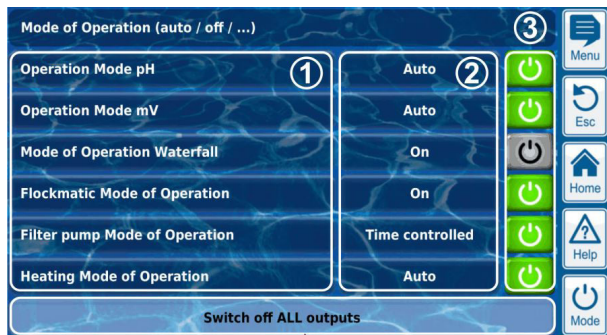 Mode of Operation (auto / off / ...)
3
Menu
Operation Mode pH
1
Auto
2
Operation Mode mV
Auto
Esc
Mode of Operation Waterfall
On
Home
Flockmatic Mode of Operation
On
Filter pump Mode of Operation
Time controlled
?
Help
Heating Mode of Operation
Auto
Switch off ALL outputs
Mode